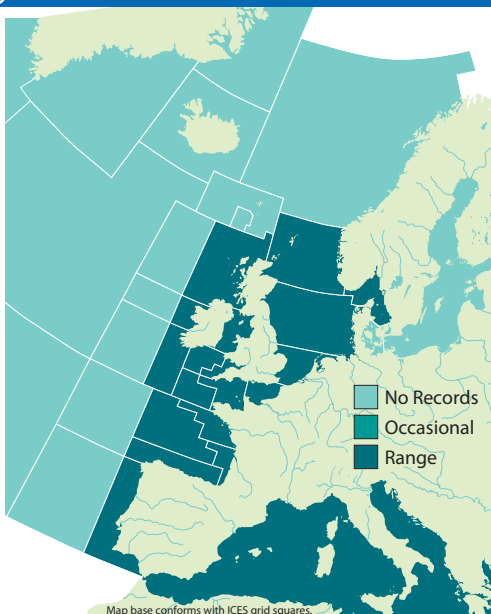 No Records
Occasional
Range
Map base conforms with ICES grid squares.